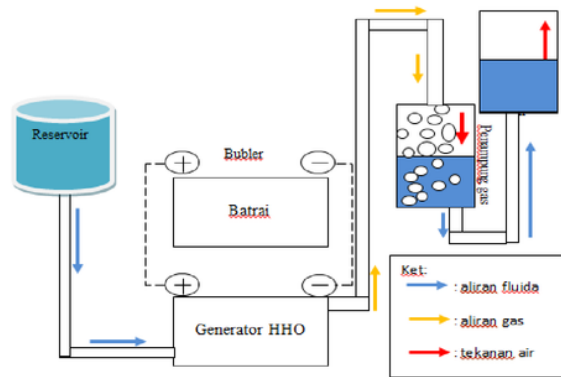 Reservoir
Bubler
+
−
Batrai
+
−
Generator HHO
Penampung gas
Ket:
: aliran fluida
: aliran gas
: tekanan air